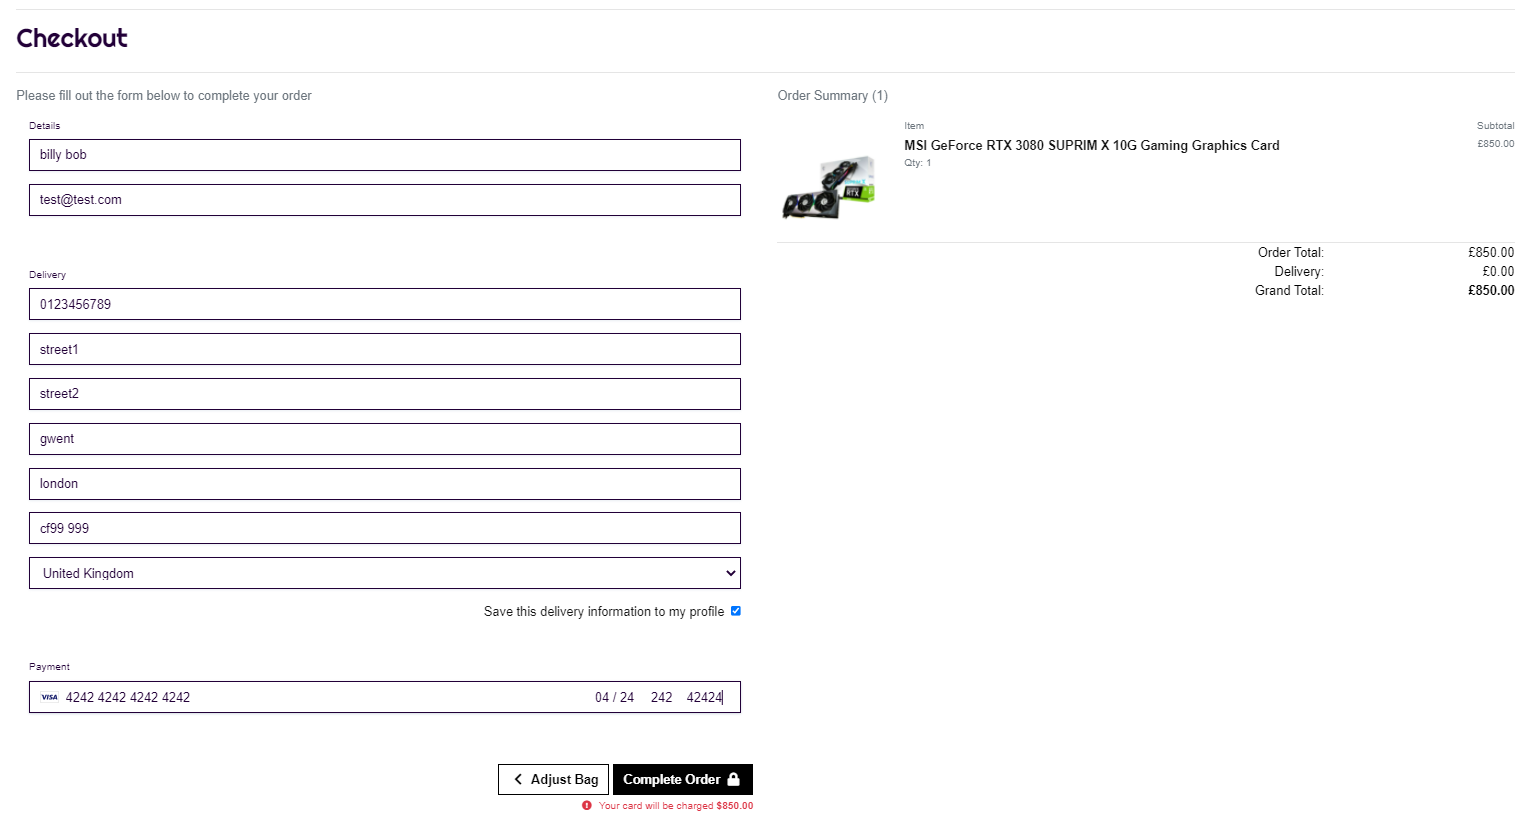 Checkout
Please fill out the form below to complete your order
Details
billy bob
test@test.com
Delivery
0123456789
street1
street2
gwent
london
cf99 999
United Kingdom
Save this delivery information to my profile
Payment
VISA 4242 4242 4242 4242 04 / 24 242 42424
Adjust Bag Complete Order
Your card will be charged $850.00
Order Summary (1)
Item Subtotal
MSI GeForce RTX 3080 SUPRIM X 10G Gaming Graphics Card £850.00
Qty: 1
RTX
Order Total: £850.00
Delivery: £0.00
Grand Total: £850.00